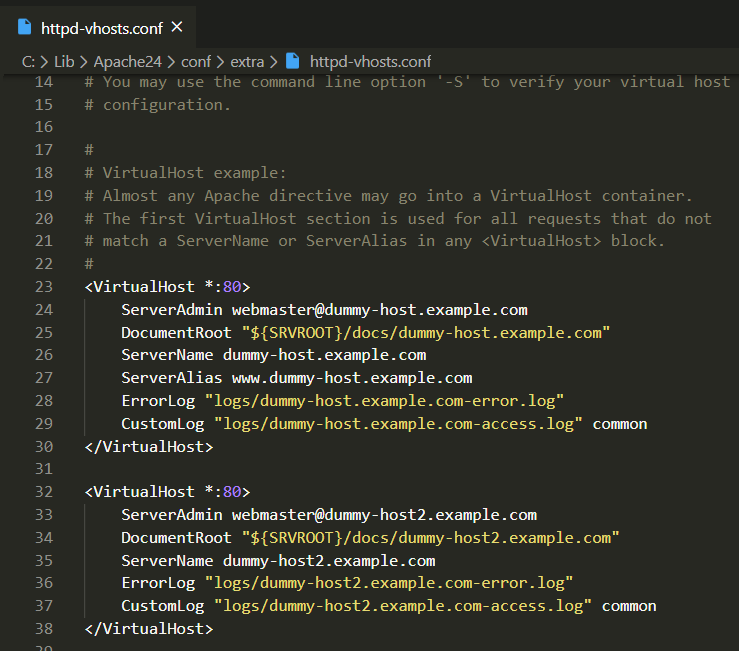 httpd-vhosts.conf ×
C: > Lib > Apache24 > conf > extra > httpd-vhosts.conf
14 # You may use the command line option '-S' to verify your virtual host
15 # configuration.
16
17 #
18 # VirtualHost example:
19 # Almost any Apache directive may go into a VirtualHost container.
20 # The first VirtualHost section is used for all requests that do not
21 # match a ServerName or ServerAlias in any <VirtualHost> block.
22 #
23 <VirtualHost *:80>
24     ServerAdmin webmaster@dummy-host.example.com
25     DocumentRoot "${SRVROOT}/docs/dummy-host.example.com"
26     ServerName dummy-host.example.com
27     ServerAlias www.dummy-host.example.com
28     ErrorLog "logs/dummy-host.example.com-error.log"
29     CustomLog "logs/dummy-host.example.com-access.log" common
30 </VirtualHost>
31
32 <VirtualHost *:80>
33     ServerAdmin webmaster@dummy-host2.example.com
34     DocumentRoot "${SRVROOT}/docs/dummy-host2.example.com"
35     ServerName dummy-host2.example.com
36     ErrorLog "logs/dummy-host2.example.com-error.log"
37     CustomLog "logs/dummy-host2.example.com-access.log" common
38 </VirtualHost>
39